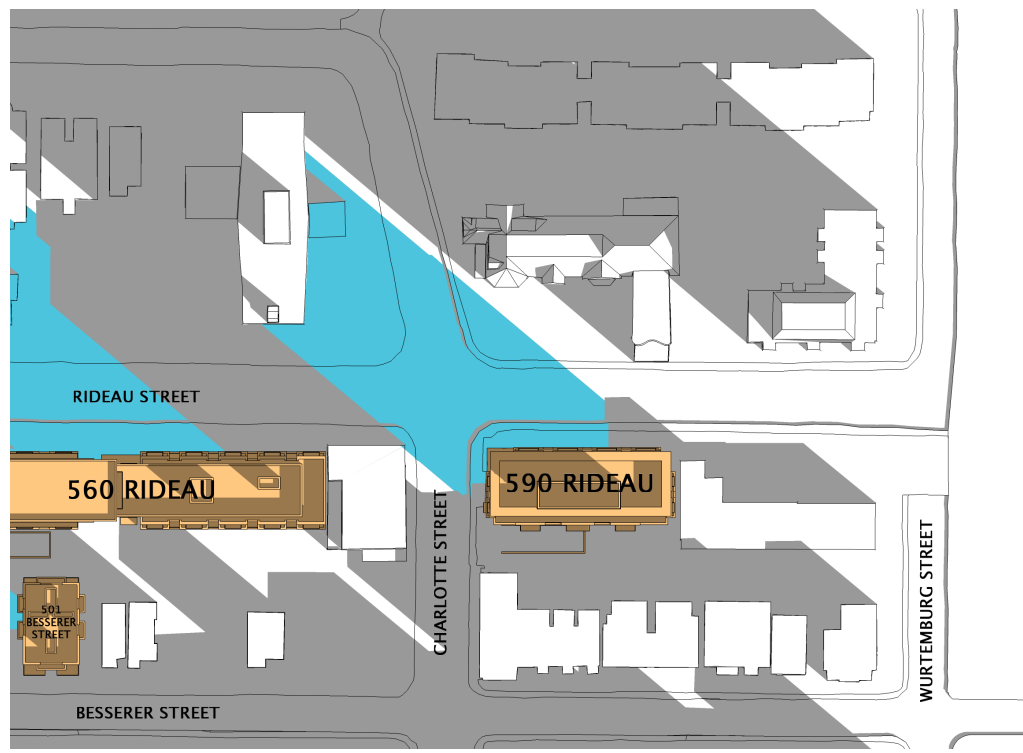 RIDEAU STREET
560 RIDEAU
590 RIDEAU
CHARLOTTE STREET
WURTEMBURG STREET
501
BESSERER
STREET
BESSERER STREET